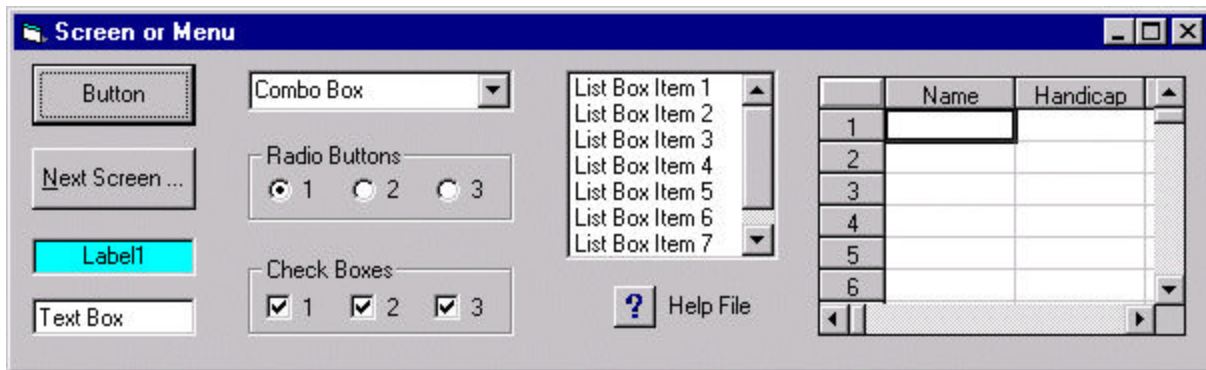 Screen or Menu
Button
Next Screen ...
Label1
Text Box
Combo Box
Radio Buttons
1 2 3
Check Boxes
1 2 3
List Box Item 1
List Box Item 2
List Box Item 3
List Box Item 4
List Box Item 5
List Box Item 6
List Box Item 7
? Help File
Name Handicap
1
2
3
4
5
6